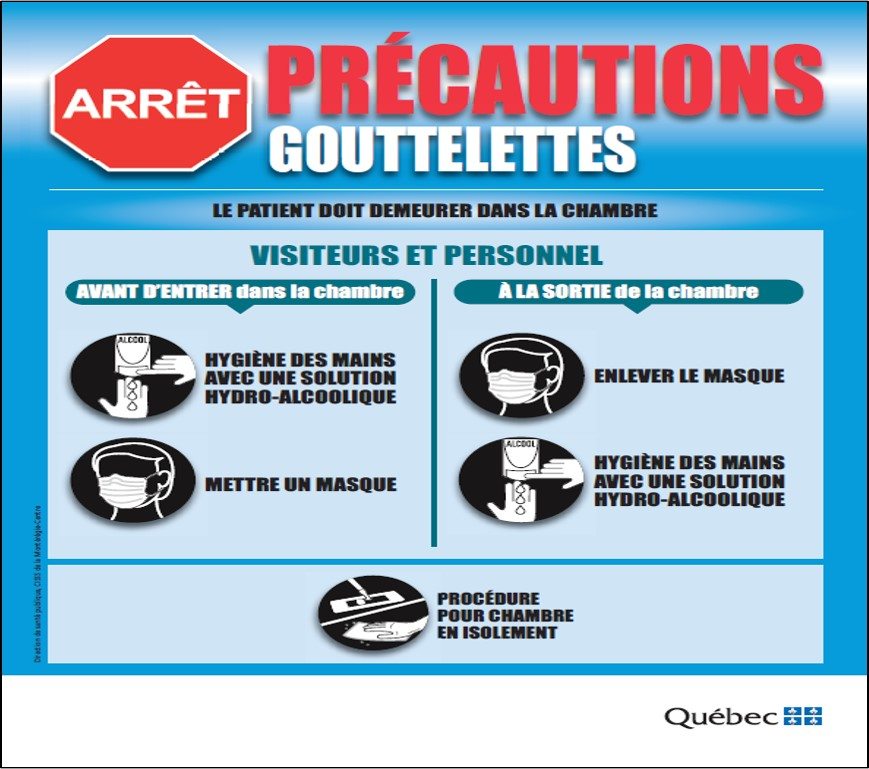 ARRÊT
PRÉCAUTIONS
GOUTTELETTES
LE PATIENT DOIT DEMEURER DANS LA CHAMBRE
VISITEURS ET PERSONNEL
AVANT D'ENTRER dans la chambre
ALCOOL
HYGIÈNE DES MAINS
AVEC UNE SOLUTION
HYDRO-ALCOOLIQUE
METTRE UN MASQUE
À LA SORTIE de la chambre
ENLEVER LE MASQUE
ALCOOL
HYGIÈNE DES MAINS
AVEC UNE SOLUTION
HYDRO-ALCOOLIQUE
PROCÉDURE
POUR CHAMBRE
EN ISOLEMENT
Direction de santé publique, CISSS de la Montérégie-Centre
Québec